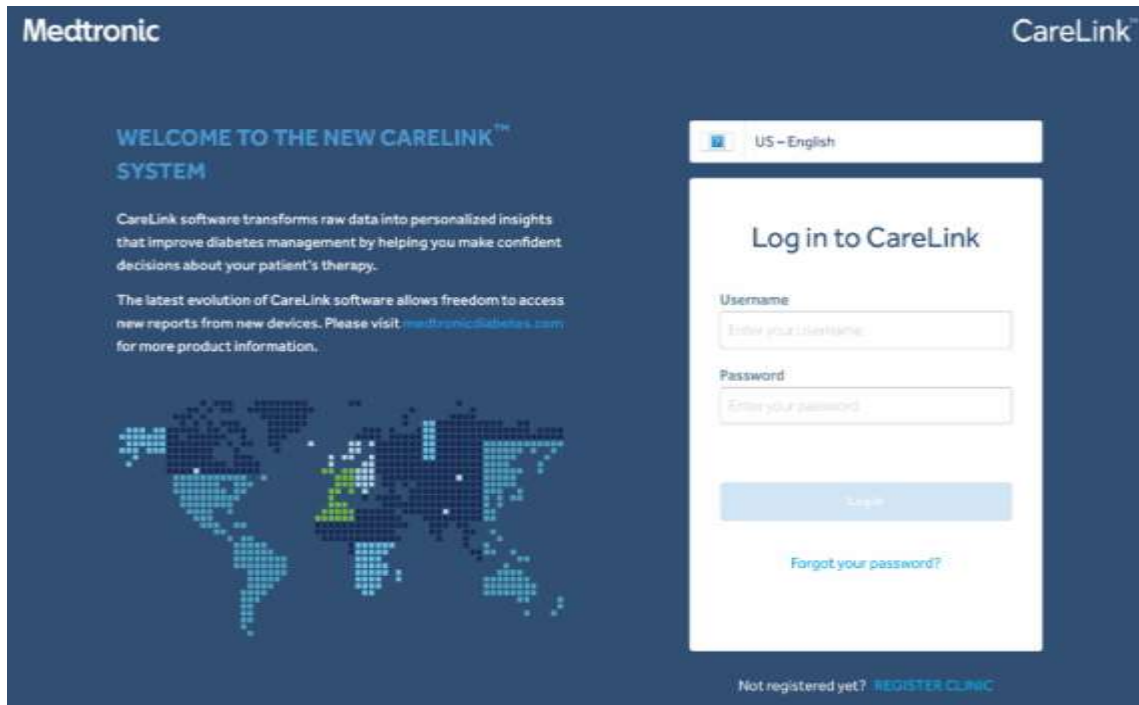 Medtronic
CareLink™
WELCOME TO THE NEW CARELINK™
SYSTEM
CareLink software transforms raw data into personalized insights
that improve diabetes management by helping you make confident
decisions about your patient's therapy.
The latest evolution of CareLink software allows freedom to access
new reports from new devices. Please visit medtronicdiabetes.com
for more product information.
US – English
Log in to CareLink
Username
Enter your username
Password
Enter your password
Log in
Forgot your password?
Not registered yet? REGISTER CLINIC